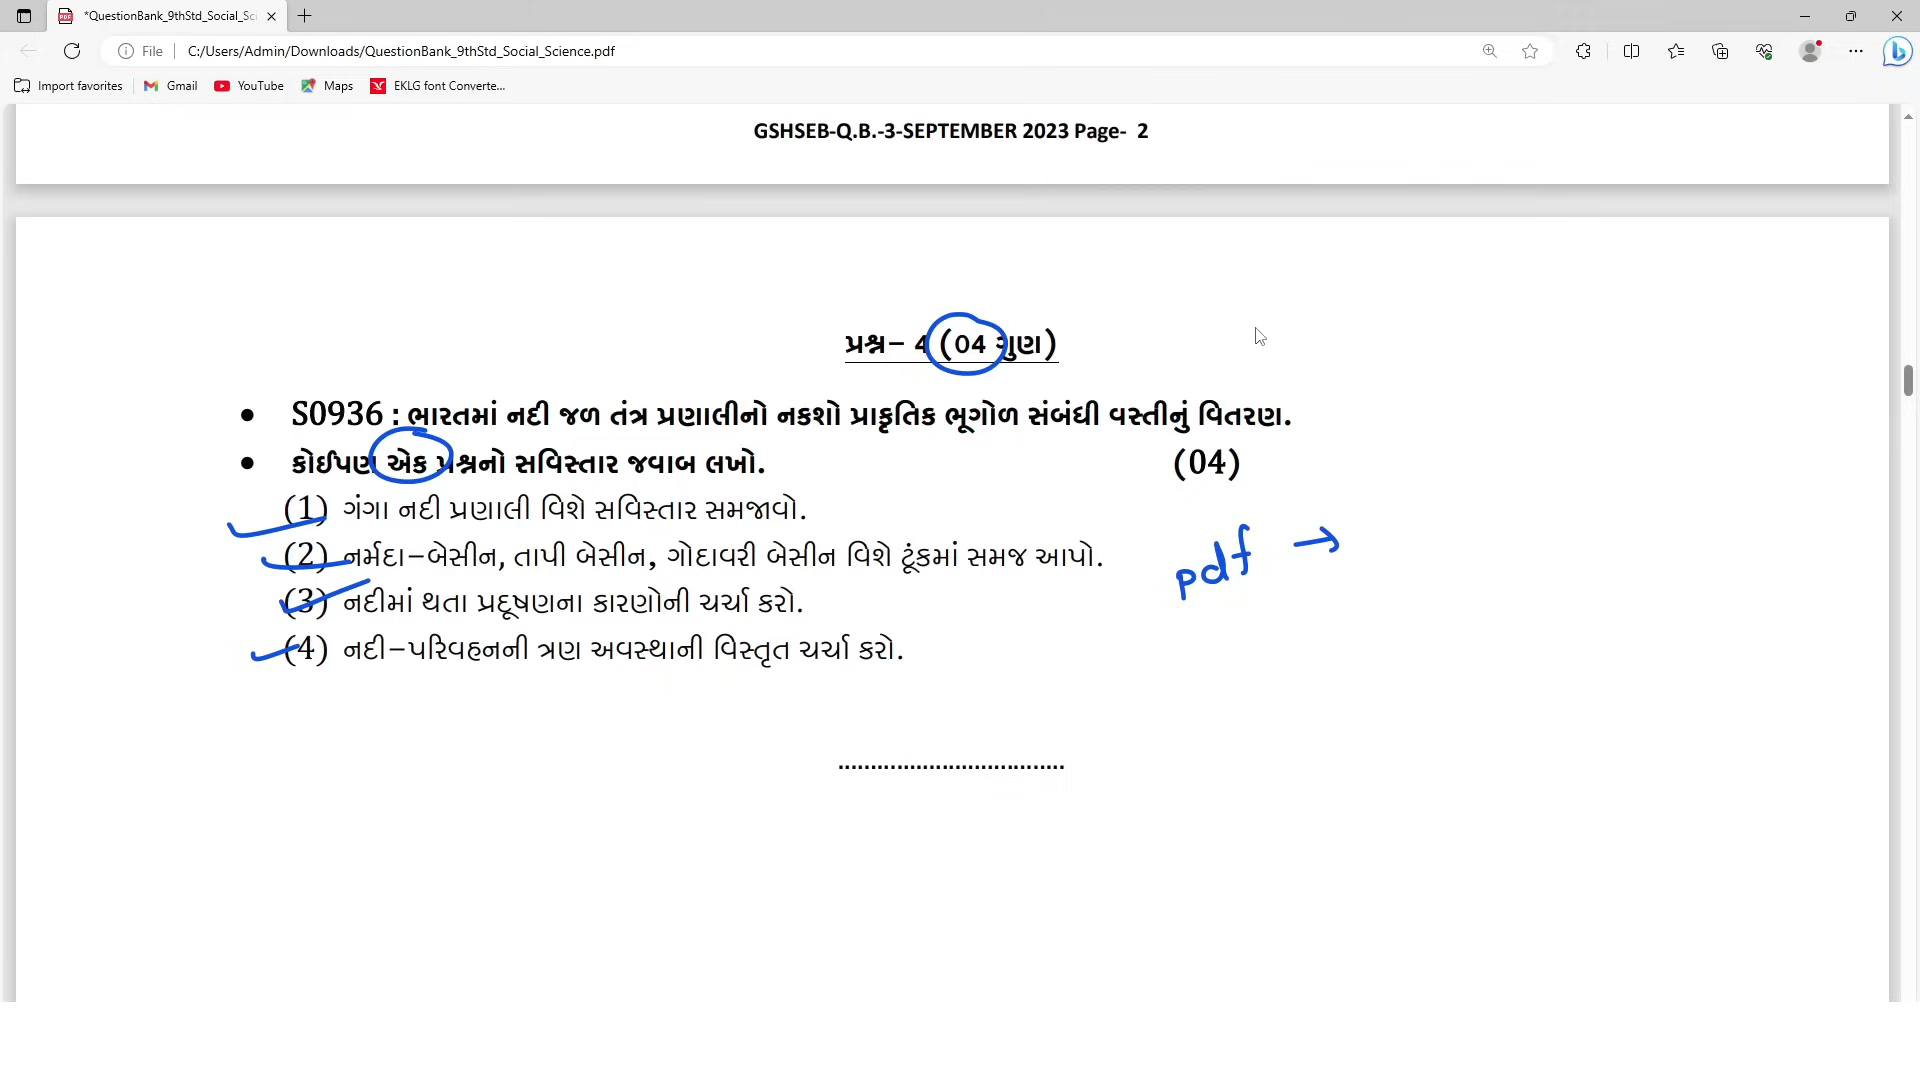 *QuestionBank_9thStd_Social_Sci
File
C:/Users/Admin/Downloads/QuestionBank_9thStd_Social_Science.pdf
Import favorites
Gmail
YouTube
Maps
EKLG font Converte...
GSHSEB-Q.B.-3-SEPTEMBER 2023 Page- 2
પ્રશ્ન– 4 (04 ગુણ)
• S0936 : ભારતમાં નદી જળ તંત્ર પ્રણાલીનો નકશો પ્રાકૃતિક ભૂગોળ સંબંધી વસ્તીનું વિતરણ.
• કોઈપણ એક પ્રશ્નનો સવિસ્તાર જવાબ લખો. (04)
(1) ગંગા નદી પ્રણાલી વિશે સવિસ્તાર સમજાવો.
(2) નર્મદા–બેસીન, તાપી બેસીન, ગોદાવરી બેસીન વિશે ટૂંકમાં સમજ આપો.
pdf →
(3) નદીમાં થતા પ્રદૂષણના કારણોની ચર્ચા કરો.
(4) નદી–પરિવહનની ત્રણ અવસ્થાની વિસ્તૃત ચર્ચા કરો.
..................................